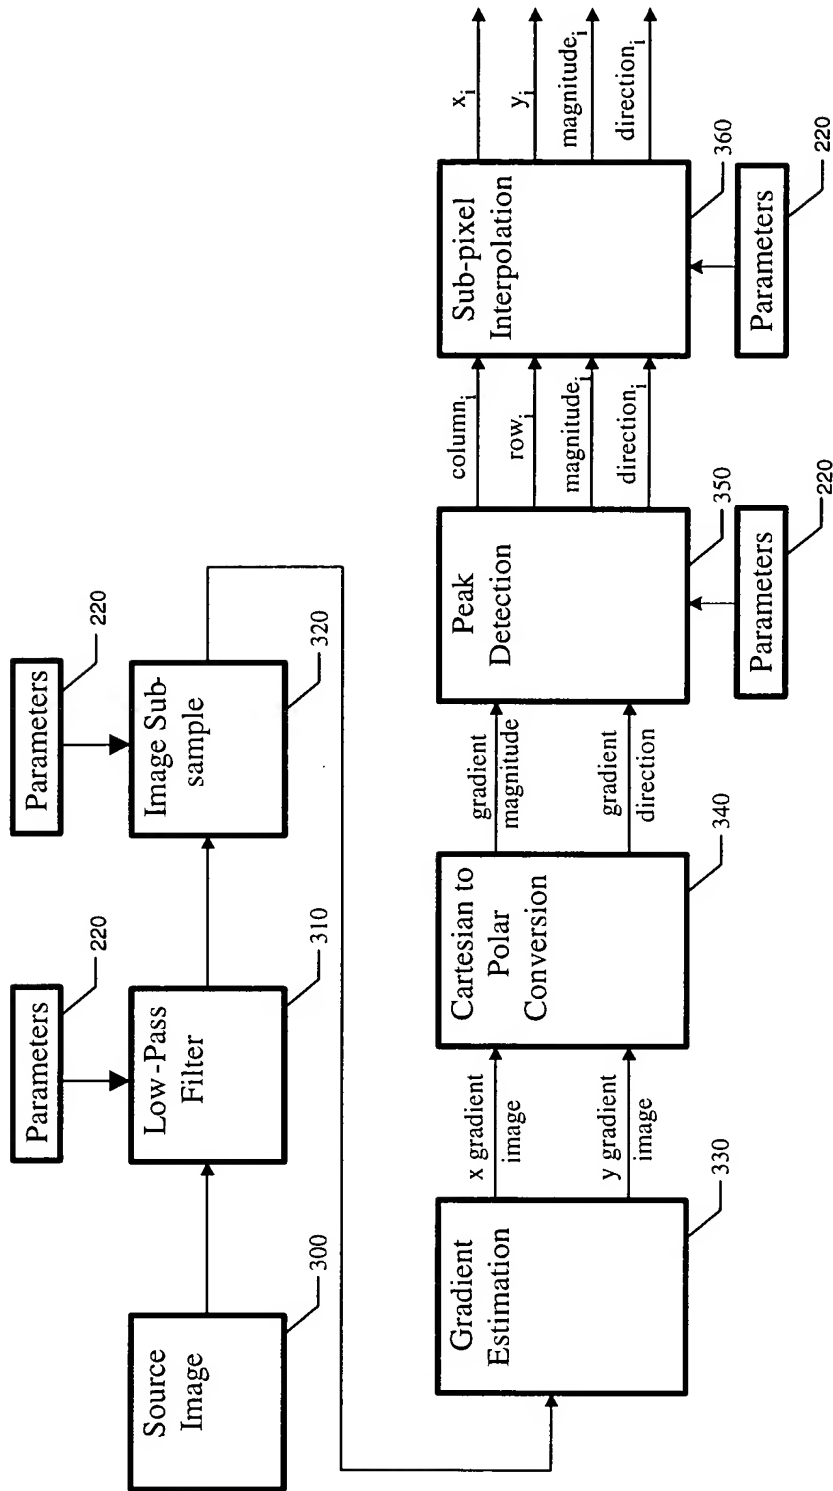 Parameters
220
Parameters
220
Source
Image
300
Low-Pass
Filter
310
Image Sub-
sample
320
Gradient
Estimation
330
x gradient
image
y gradient
image
Cartesian to
Polar
Conversion
340
gradient
magnitude
gradient
direction
Peak
Detection
350
Parameters
220
column_i
row_i
magnitude_i
direction_i
Sub-pixel
Interpolation
360
Parameters
220
x_i
y_i
magnitude_i
direction_i